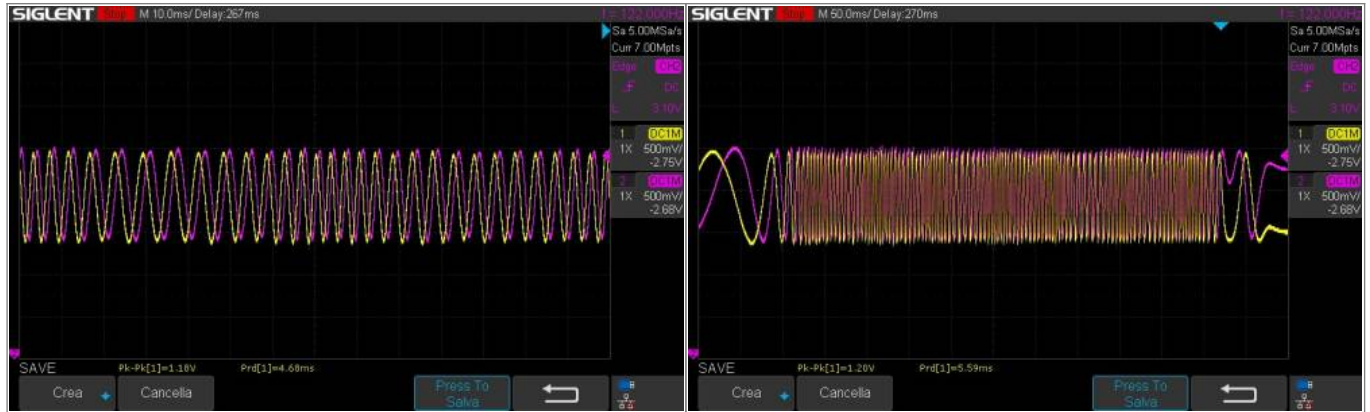 SIGLENT Stop M 10.0ms/ Delay:267ms f = 122.000Hz
Sa 5.00MSa/s
Curr 7.00Mpts
Edge CH2
DC
L 3.10V
1 DC1M
1X 500mV/
-2.75V
2 DC1M
1X 500mV/
-2.68V
SAVE Pk-Pk[1]=1.18V Prd[1]=4.68ms
Crea Cancella Press To
Salva
SIGLENT Stop M 50.0ms/ Delay:270ms f = 122.000Hz
Sa 5.00MSa/s
Curr 7.00Mpts
Edge CH2
DC
L 3.10V
1 DC1M
1X 500mV/
-2.75V
2 DC1M
1X 500mV/
-2.68V
SAVE Pk-Pk[1]=1.20V Prd[1]=5.59ms
Crea Cancella Press To
Salva